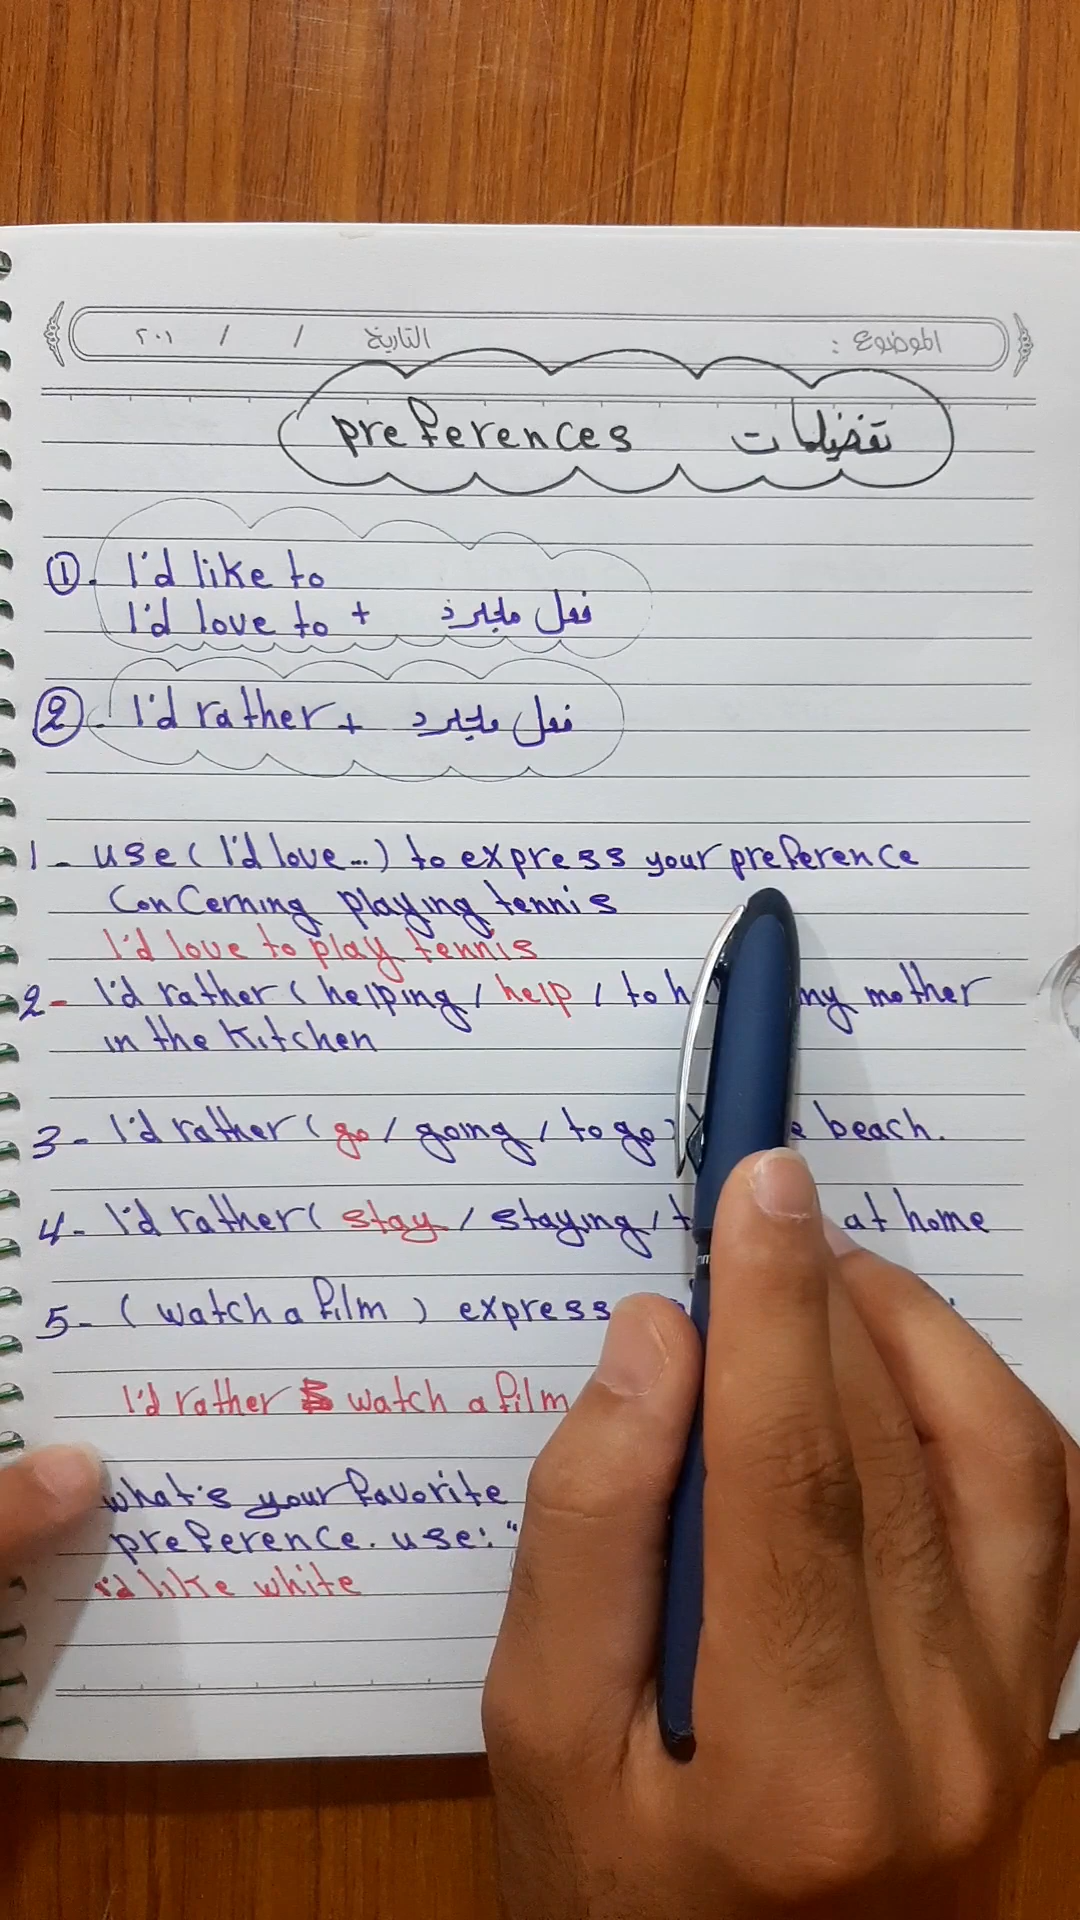 الموضوع : التاريخ / / ٢٠١
preferences تفضيلات
①. I'd like to
I'd love to + فعل مجرد
②. I'd rather + فعل مجرد
1- use ( I'd love...) to express your preference
Concerning playing tennis
I'd love to play tennis
2- I'd rather ( helping / help / to h my mother
in the kitchen
3- I'd rather ( go / going / to go ) beach.
4- I'd rather ( stay / staying / t at home
5- ( watch a film ) express
I'd rather watch a film
what's your favorite
preference. use: "
I'd like white